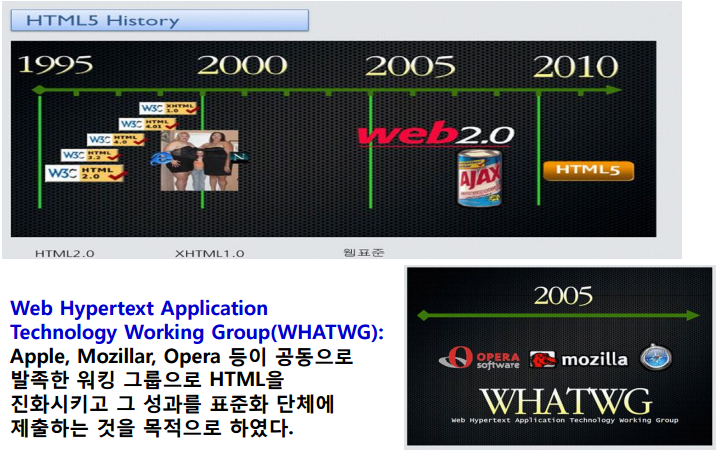 HTML5 History
1995 2000 2005 2010
W3C XHTML 1.0
W3C HTML 4.01
W3C HTML 4.0
W3C HTML 3.2
W3C HTML 2.0
web2.0
AJAX
HTML5
HTML2.0 XHTML1.0 웹표준
Web Hypertext Application
Technology Working Group(WHATWG):
Apple, Mozillar, Opera 등이 공동으로
발족한 워킹 그룹으로 HTML을
진화시키고 그 성과를 표준화 단체에
제출하는 것을 목적으로 하였다.
2005
OPERA software mozilla
WHATWG
Web Hypertext Application Technology Working Group